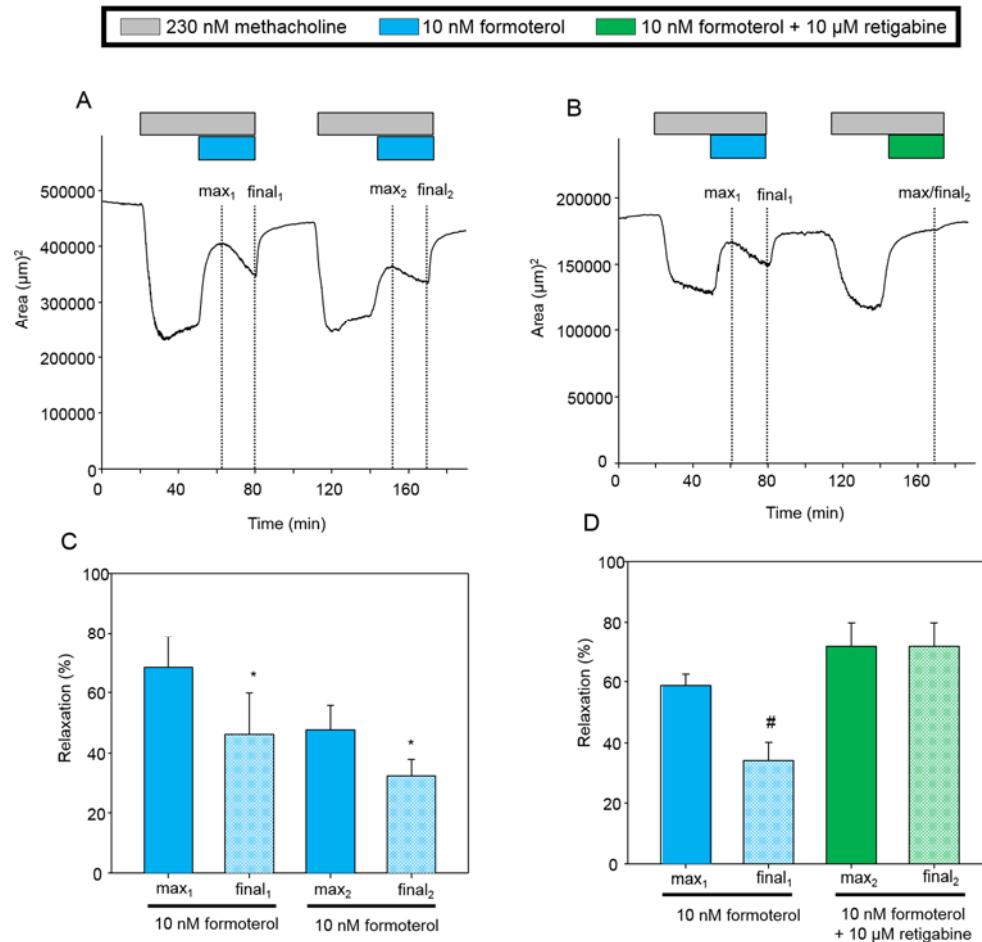 230 nM methacholine 10 nM formoterol 10 nM formoterol + 10 µM retigabine
A
max₁ final₁ max₂ final₂
500000
400000
300000
200000
100000
0
Area (µm)²
0 40 80 120 160
Time (min)
B
max₁ final₁ max/final₂
200000
150000
100000
50000
0
Area (µm)²
0 40 80 120 160
Time (min)
C
100
80
60
40
20
0
Relaxation (%)
*
*
max₁ final₁ max₂ final₂
10 nM formoterol 10 nM formoterol
D
100
80
60
40
20
0
Relaxation (%)
#
max₁ final₁ max₂ final₂
10 nM formoterol 10 nM formoterol
+ 10 µM retigabine